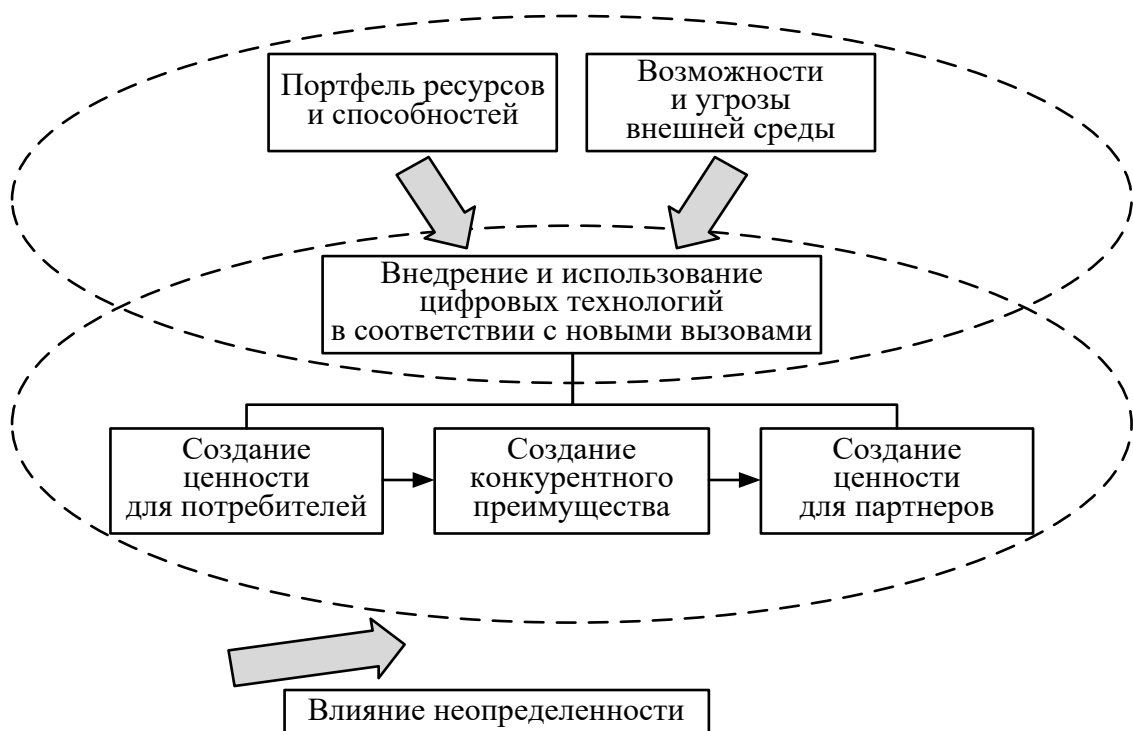 Портфель ресурсов
и способностей
Возможности
и угрозы
внешней среды
Внедрение и использование
цифровых технологий
в соответствии с новыми вызовами
Создание
ценности
для потребителей
Создание
конкурентного
преимущества
Создание
ценности
для партнеров
Влияние неопределенности